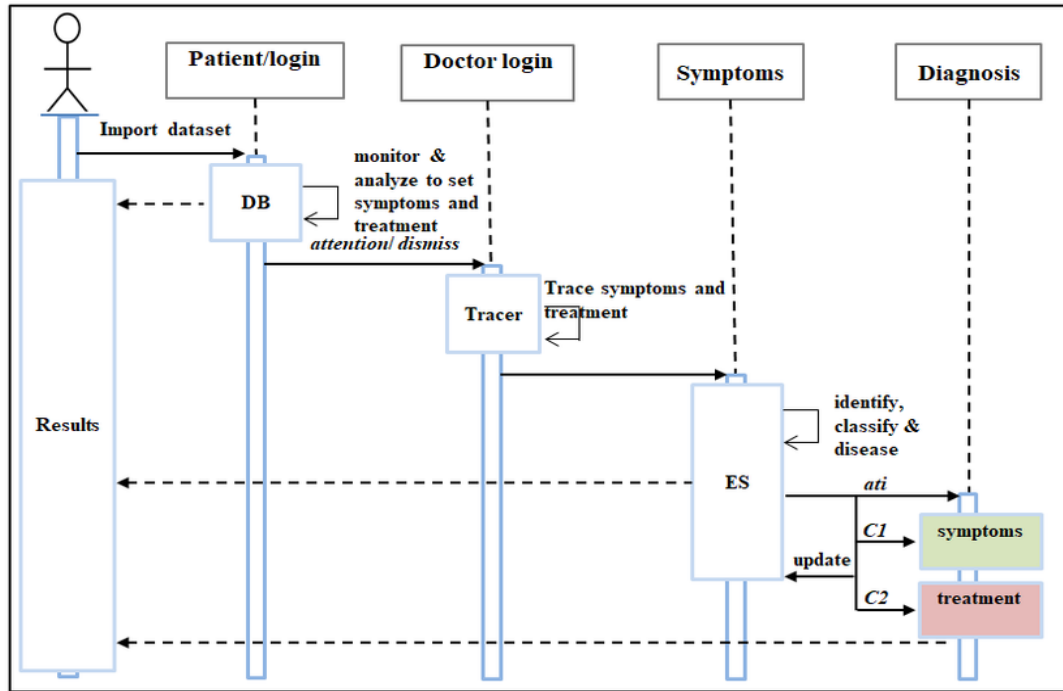 Patient/login
Doctor login
Symptoms
Diagnosis
Import dataset
monitor &
analyze to set
symptoms and
treatment
DB
attention/ dismiss
Trace symptoms and
treatment
Tracer
identify,
classify &
disease
Results
ES
ati
C1
symptoms
update
C2
treatment